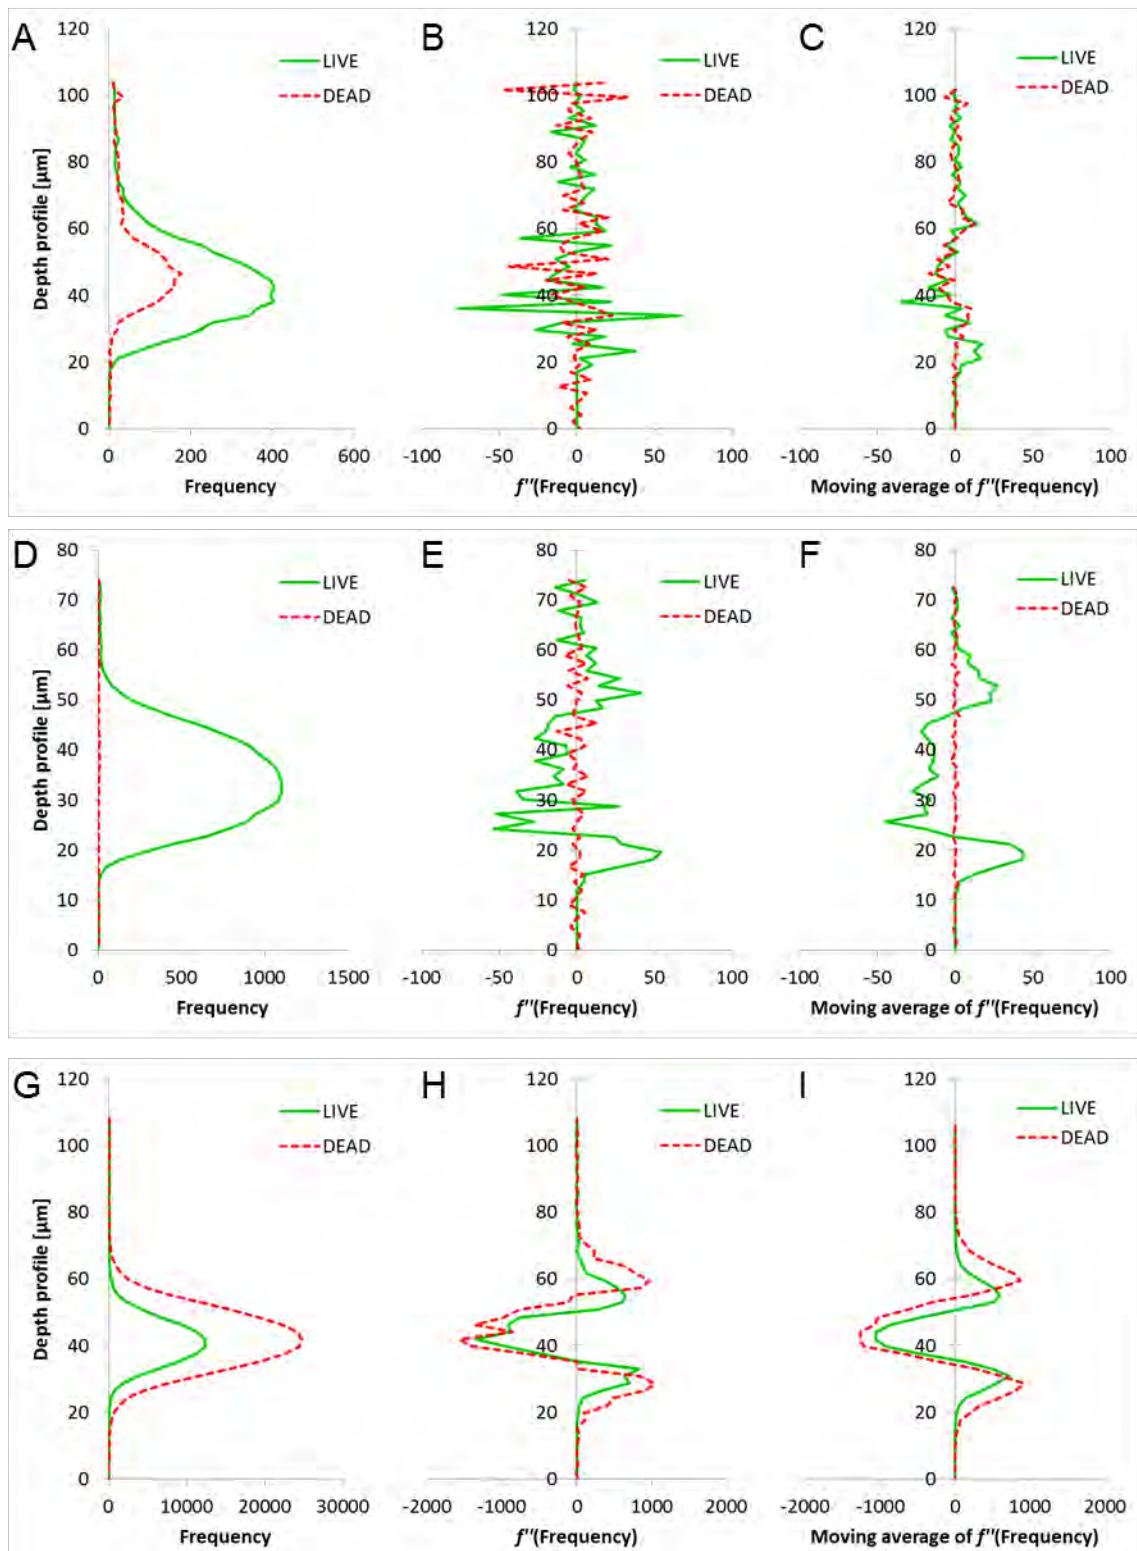 A
B
C
120
120
120
LIVE
LIVE
LIVE
DEAD
DEAD
DEAD
100
100
100
80
80
80
60
60
60
40
40
40
20
20
20
0
0
0
Depth profile [µm]
0 200 400 600
-100 -50 0 50 100
-100 -50 0 50 100
Frequency
f''(Frequency)
Moving average of f''(Frequency)
D
E
F
80
80
80
LIVE
LIVE
LIVE
DEAD
DEAD
DEAD
70
70
70
60
60
60
50
50
50
40
40
40
30
30
30
20
20
20
10
10
10
0
0
0
Depth profile [µm]
0 500 1000 1500
-100 -50 0 50 100
-100 -50 0 50 100
Frequency
f''(Frequency)
Moving average of f''(Frequency)
G
H
I
120
120
120
LIVE
LIVE
LIVE
DEAD
DEAD
DEAD
100
100
100
80
80
80
60
60
60
40
40
40
20
20
20
0
0
0
Depth profile [µm]
0 10000 20000 30000
-2000 -1000 0 1000 2000
-2000 -1000 0 1000 2000
Frequency
f''(Frequency)
Moving average of f''(Frequency)